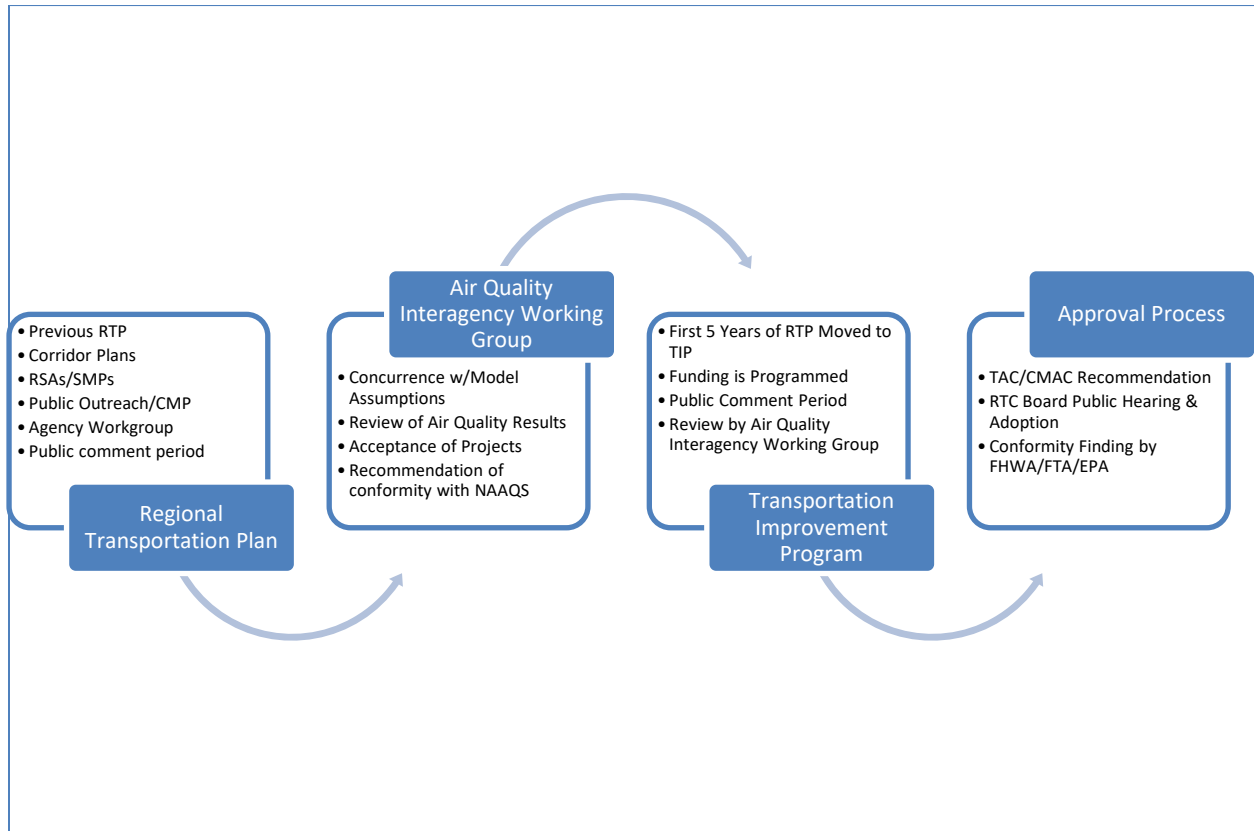 • Previous RTP
• Corridor Plans
• RSAs/SMPs
• Public Outreach/CMP
• Agency Workgroup
• Public comment period
Regional
Transportation Plan
Air Quality
Interagency Working
Group
• Concurrence w/Model
Assumptions
• Review of Air Quality Results
• Acceptance of Projects
• Recommendation of
conformity with NAAQS
• First 5 Years of RTP Moved to
TIP
• Funding is Programmed
• Public Comment Period
• Review by Air Quality
Interagency Working Group
Transportation
Improvement
Program
Approval Process
• TAC/CMAC Recommendation
• RTC Board Public Hearing &
Adoption
• Conformity Finding by
FHWA/FTA/EPA